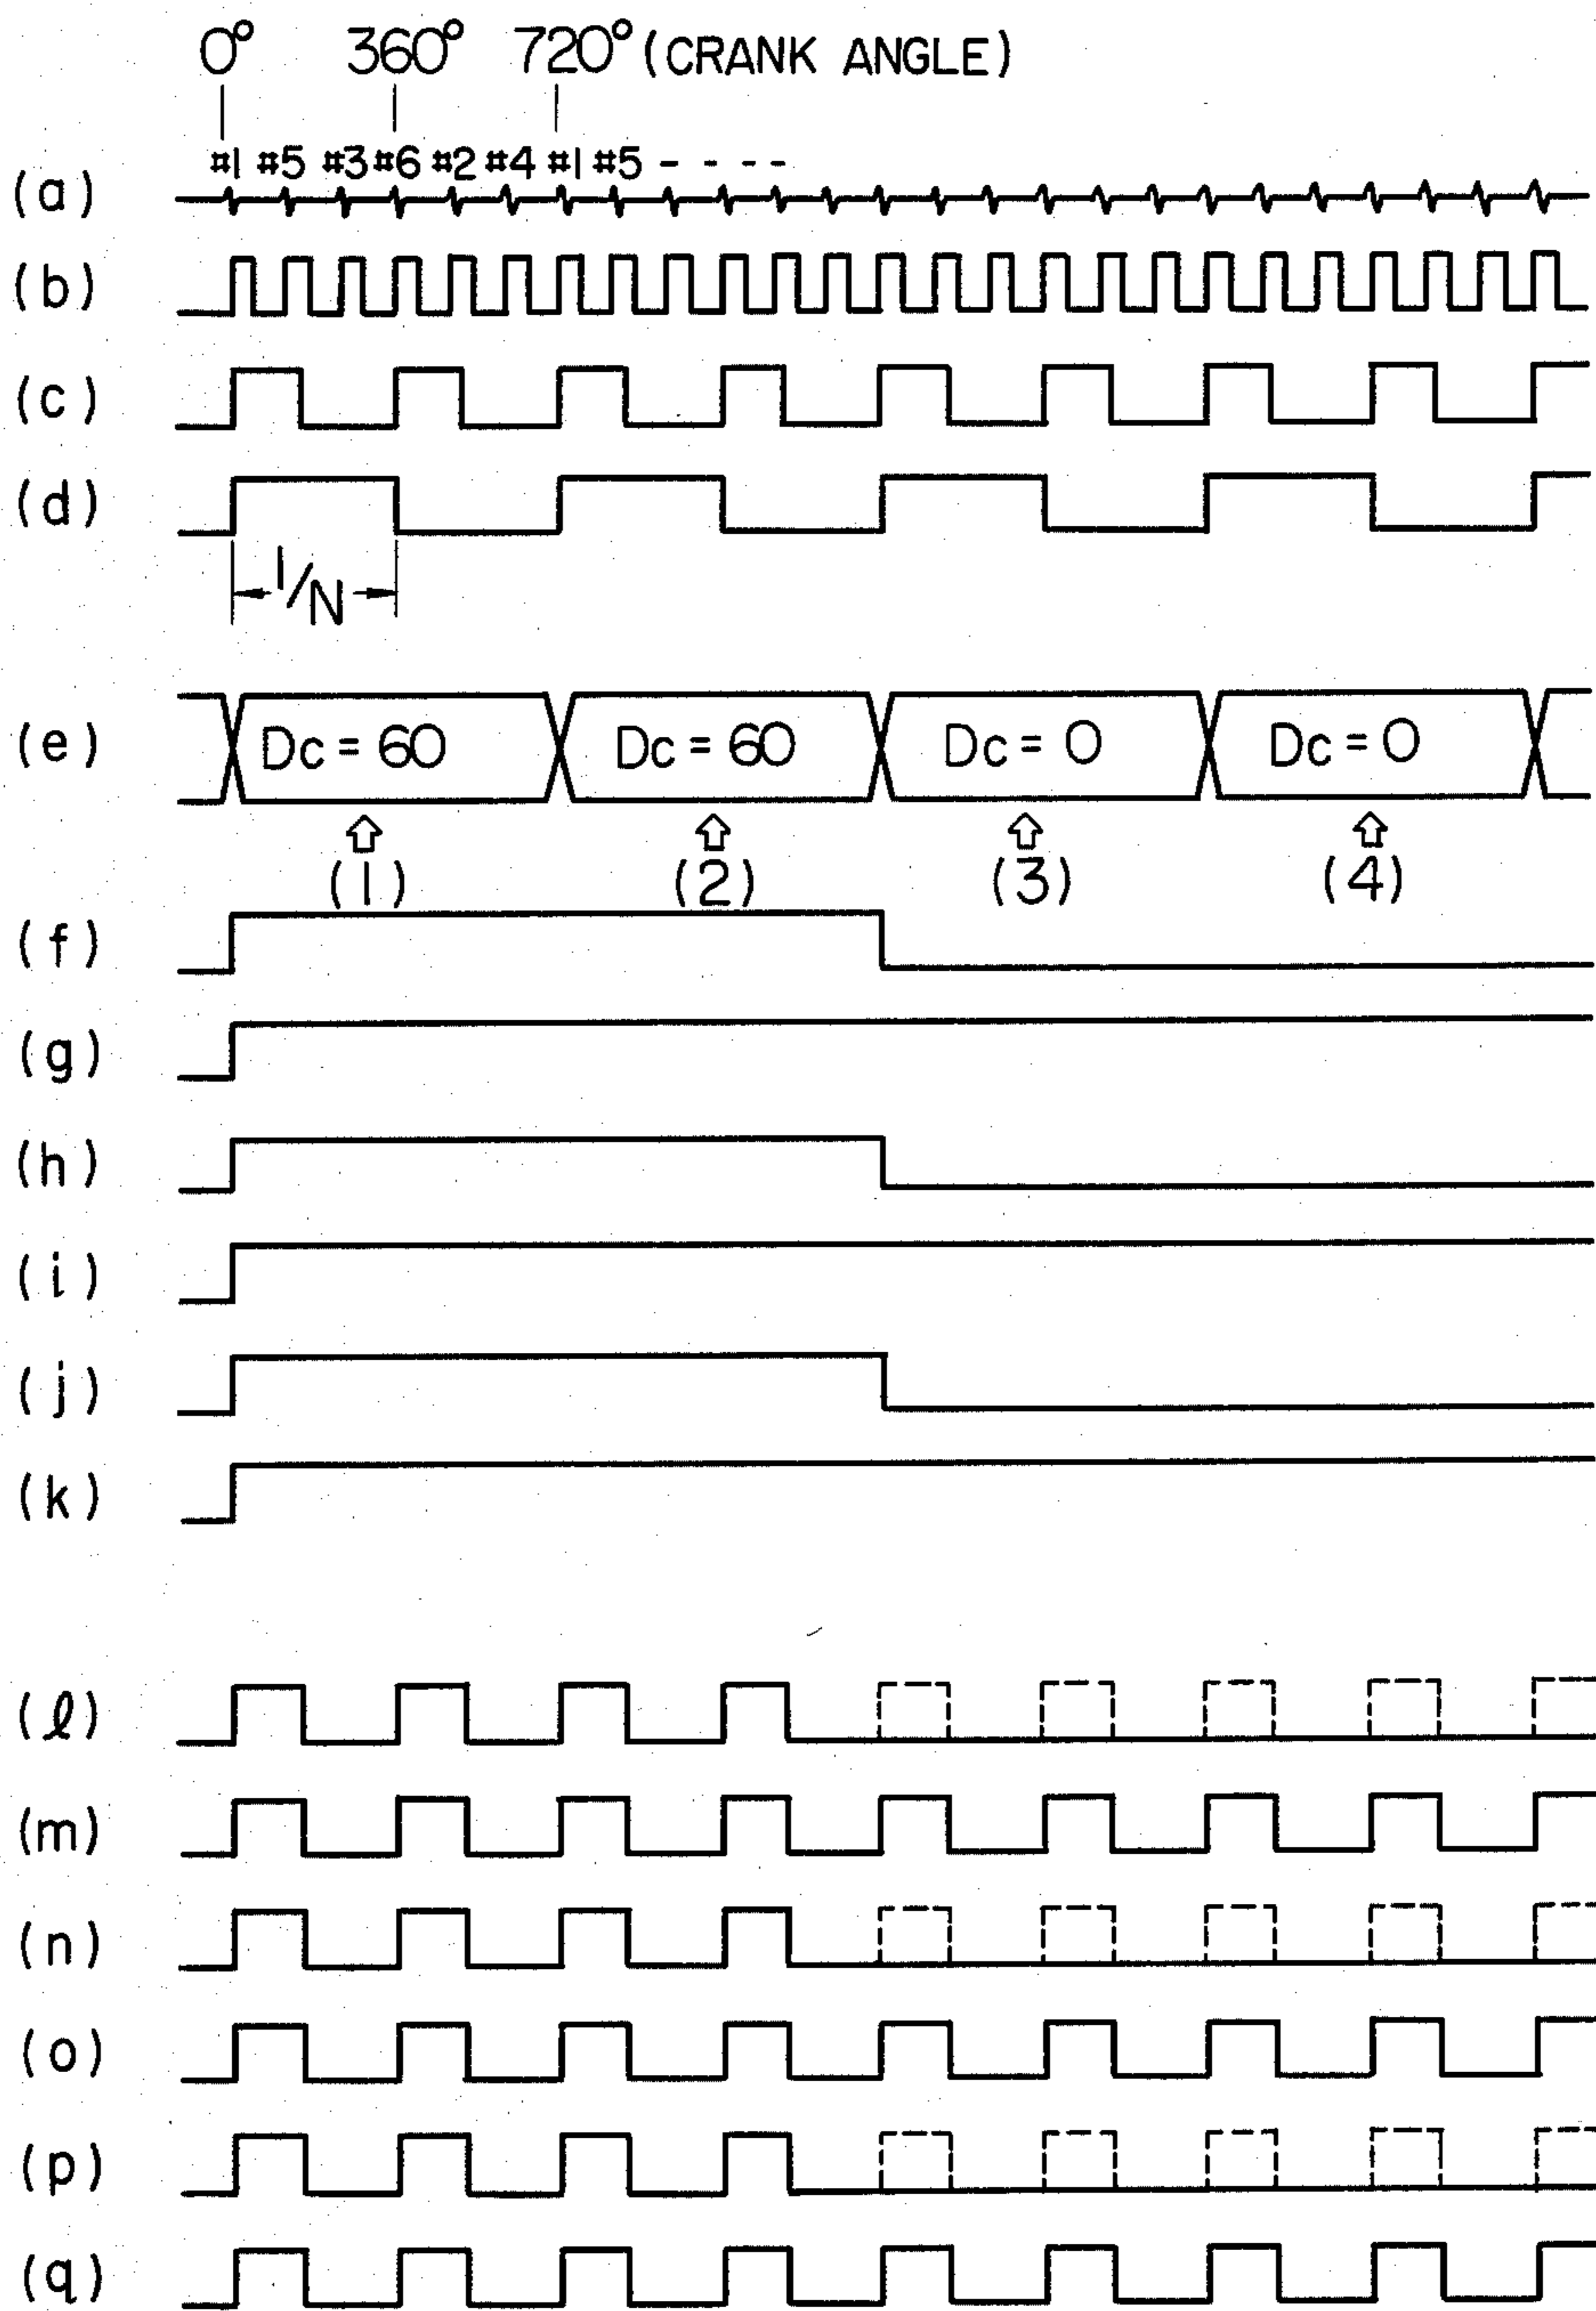 0° 360° 720° (CRANK ANGLE)
#1 #5 #3 #6 #2 #4 #1 #5 - - - -
(a)
(b)
(c)
(d)
1/N
(e) Dc = 60 Dc = 60 Dc = 0 Dc = 0
(1) (2) (3) (4)
(f)
(g)
(h)
(i)
(j)
(k)
(ℓ)
(m)
(n)
(o)
(p)
(q)